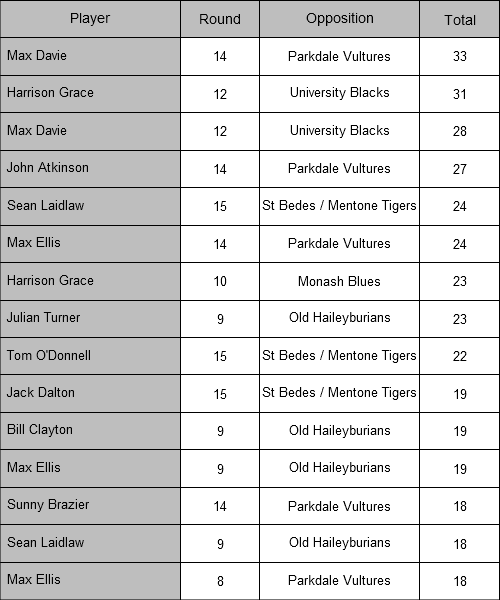 Player Round Opposition Total
Max Davie 14 Parkdale Vultures 33
Harrison Grace 12 University Blacks 31
Max Davie 12 University Blacks 28
John Atkinson 14 Parkdale Vultures 27
Sean Laidlaw 15 St Bedes / Mentone Tigers 24
Max Ellis 14 Parkdale Vultures 24
Harrison Grace 10 Monash Blues 23
Julian Turner 9 Old Haileyburians 23
Tom O'Donnell 15 St Bedes / Mentone Tigers 22
Jack Dalton 15 St Bedes / Mentone Tigers 19
Bill Clayton 9 Old Haileyburians 19
Max Ellis 9 Old Haileyburians 19
Sunny Brazier 14 Parkdale Vultures 18
Sean Laidlaw 9 Old Haileyburians 18
Max Ellis 8 Parkdale Vultures 18